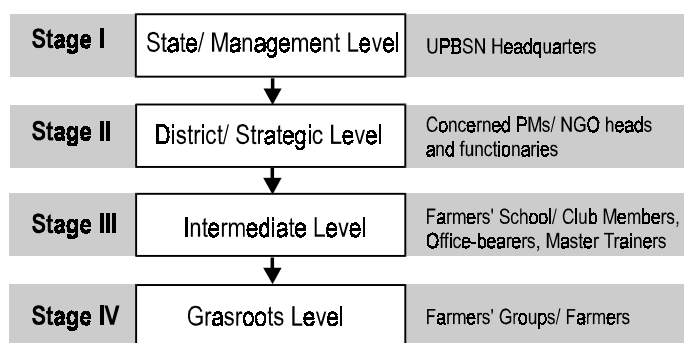 Stage I
State/ Management Level
UPBSN Headquarters
Stage II
District/ Strategic Level
Concerned PMs/ NGO heads
and functionaries
Stage III
Intermediate Level
Farmers' School/ Club Members,
Office-bearers, Master Trainers
Stage IV
Grasroots Level
Farmers' Groups/ Farmers